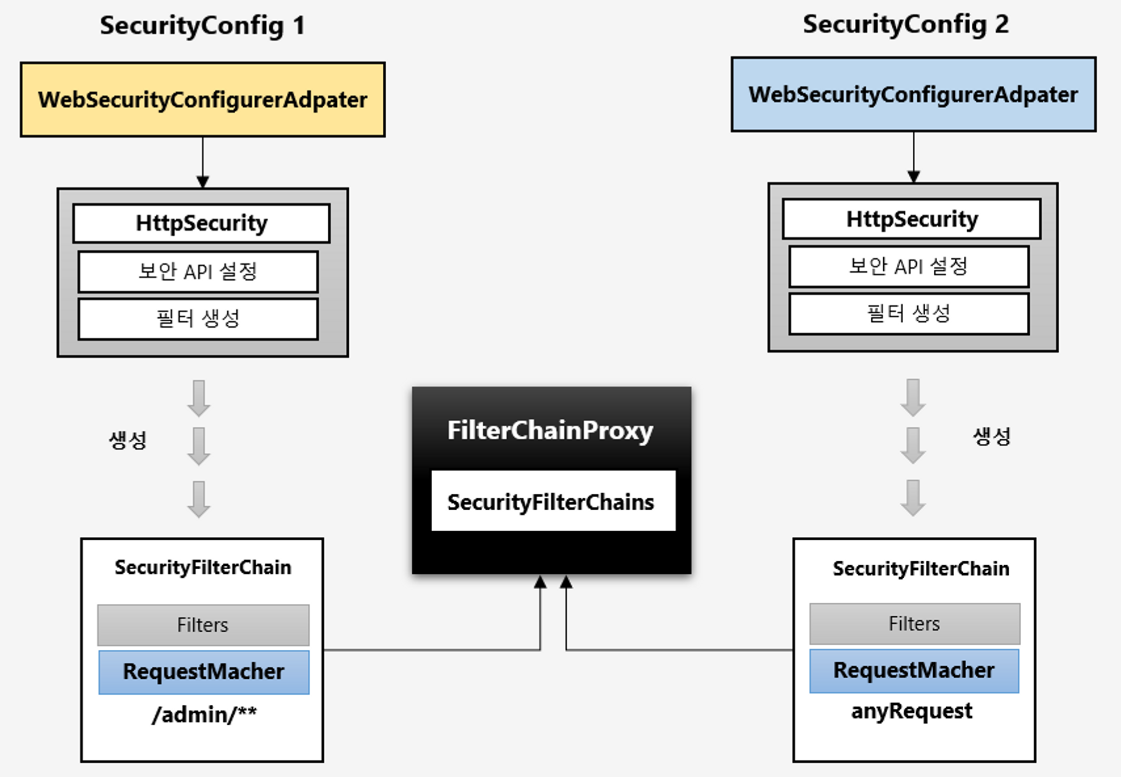 SecurityConfig 1
WebSecurityConfigurerAdpater
HttpSecurity
보안 API 설정
필터 생성
생성
SecurityFilterChain
Filters
RequestMacher
/admin/**
FilterChainProxy
SecurityFilterChains
SecurityConfig 2
WebSecurityConfigurerAdpater
HttpSecurity
보안 API 설정
필터 생성
생성
SecurityFilterChain
Filters
RequestMacher
anyRequest